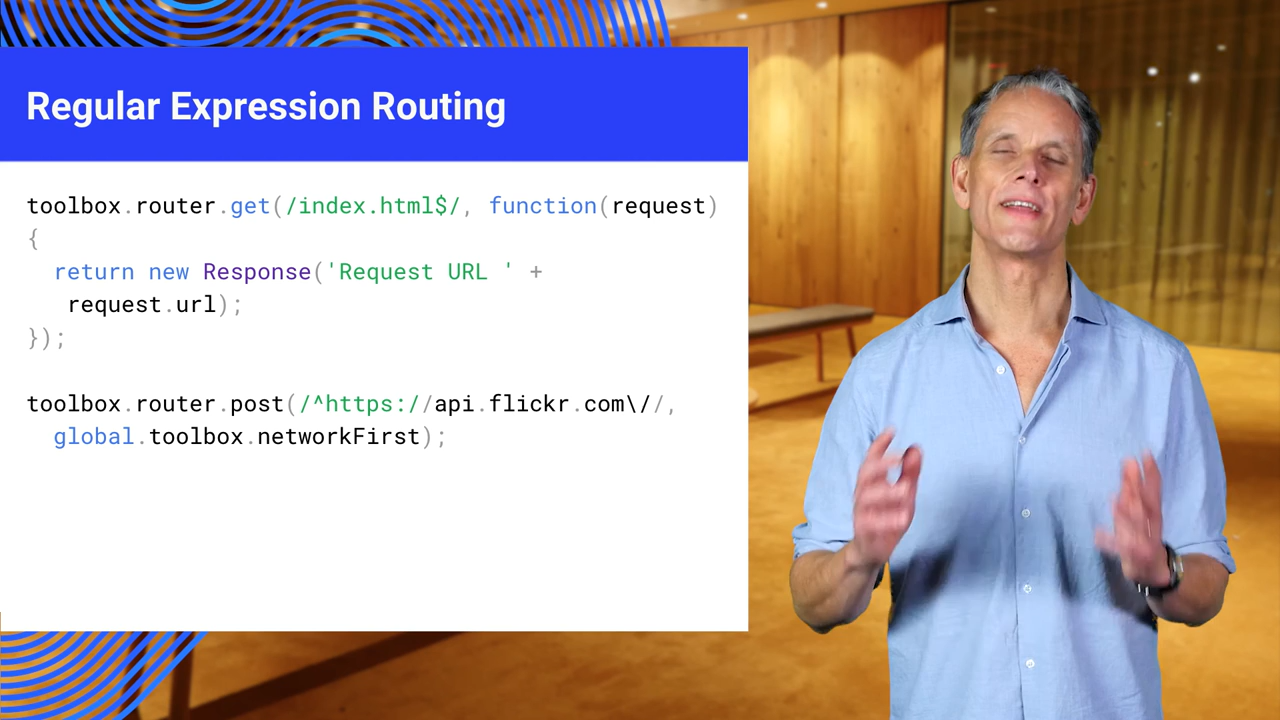 Regular Expression Routing
toolbox.router.get(/index.html$/, function(request)
{
return new Response('Request URL ' +
request.url);
});
toolbox.router.post(/^https://api.flickr.com\//,
global.toolbox.networkFirst);